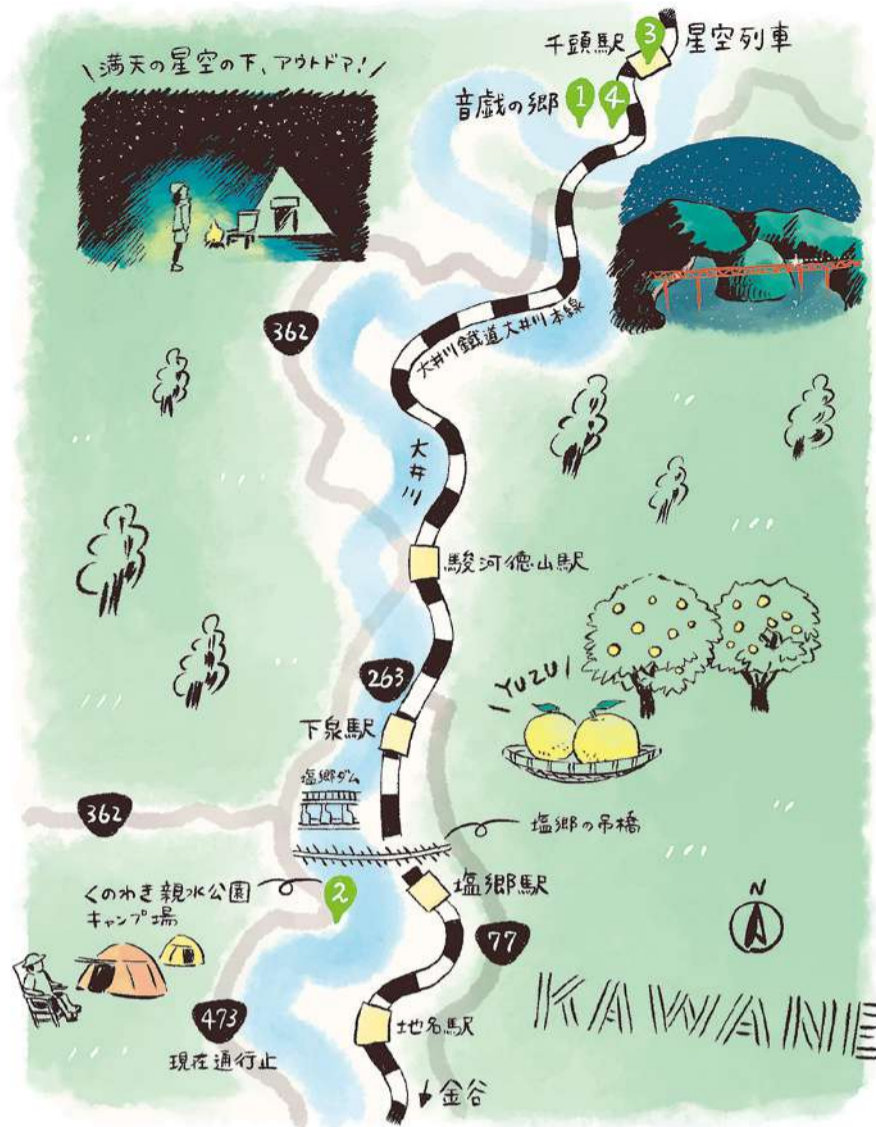 満天の星空の下、アウトドア!
千頭駅
3
星空列車
音戯の郷
1
4
362
大井川鐵道大井川本線
大井川
駿河徳山駅
263
YUZU
下泉駅
塩郷ダム
362
塩郷の吊橋
くのわき親水公園
キャンプ場
2
塩郷駅
N
77
KAWANE
473
現在通行止
地名駅
↓金谷